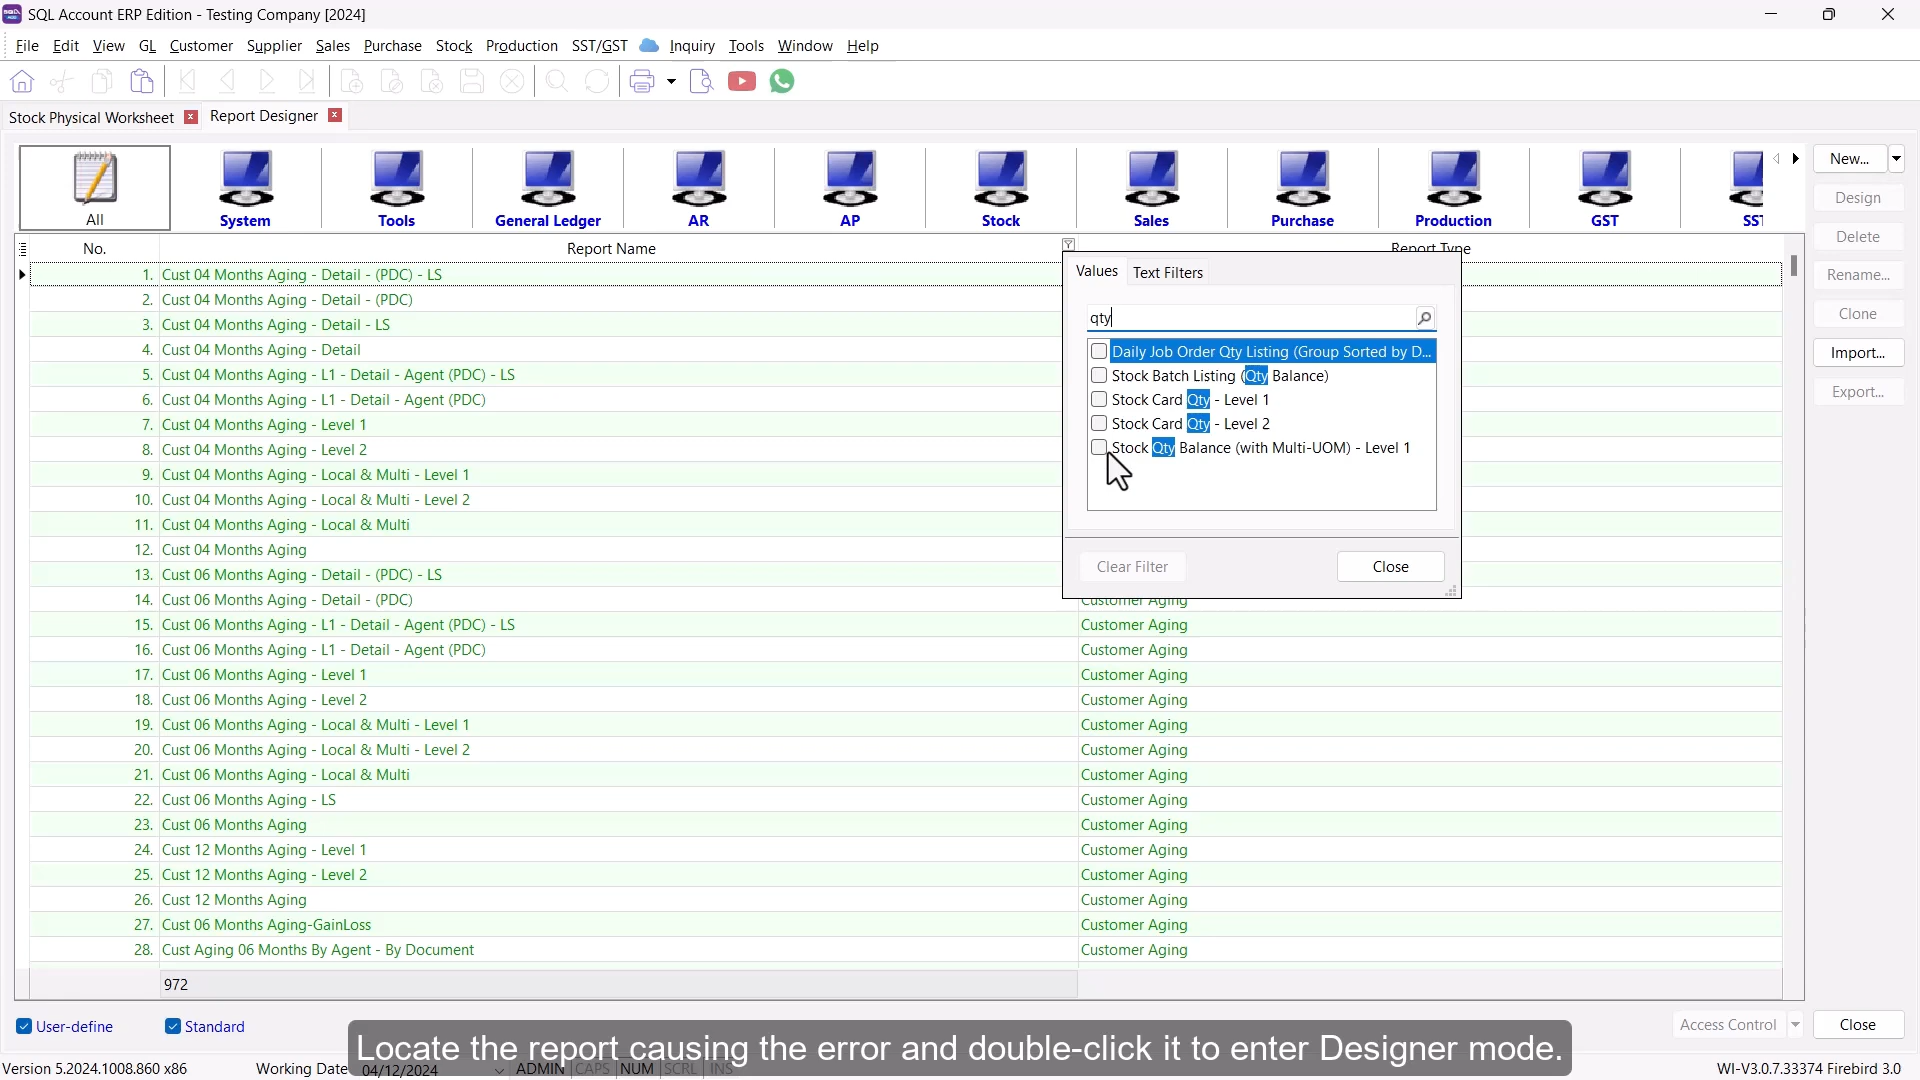 SQL Account ERP Edition - Testing Company [2024]
File Edit View GL Customer Supplier Sales Purchase Stock Production SST/GST Inquiry Tools Window Help
Stock Physical Worksheet Report Designer
All System Tools General Ledger AR AP Stock Sales Purchase Production GST SST
New...
Design
Delete
Rename...
Clone
Import...
Export...
No. Report Name Report Type
1. Cust 04 Months Aging - Detail - (PDC) - LS
2. Cust 04 Months Aging - Detail - (PDC)
3. Cust 04 Months Aging - Detail - LS
4. Cust 04 Months Aging - Detail
5. Cust 04 Months Aging - L1 - Detail - Agent (PDC) - LS
6. Cust 04 Months Aging - L1 - Detail - Agent (PDC)
7. Cust 04 Months Aging - Level 1
8. Cust 04 Months Aging - Level 2
9. Cust 04 Months Aging - Local & Multi - Level 1
10. Cust 04 Months Aging - Local & Multi - Level 2
11. Cust 04 Months Aging - Local & Multi
12. Cust 04 Months Aging
13. Cust 06 Months Aging - Detail - (PDC) - LS
14. Cust 06 Months Aging - Detail - (PDC) Customer Aging
15. Cust 06 Months Aging - L1 - Detail - Agent (PDC) - LS Customer Aging
16. Cust 06 Months Aging - L1 - Detail - Agent (PDC) Customer Aging
17. Cust 06 Months Aging - Level 1 Customer Aging
18. Cust 06 Months Aging - Level 2 Customer Aging
19. Cust 06 Months Aging - Local & Multi - Level 1 Customer Aging
20. Cust 06 Months Aging - Local & Multi - Level 2 Customer Aging
21. Cust 06 Months Aging - Local & Multi Customer Aging
22. Cust 06 Months Aging - LS Customer Aging
23. Cust 06 Months Aging Customer Aging
24. Cust 12 Months Aging - Level 1 Customer Aging
25. Cust 12 Months Aging - Level 2 Customer Aging
26. Cust 12 Months Aging Customer Aging
27. Cust 06 Months Aging-GainLoss Customer Aging
28. Cust Aging 06 Months By Agent - By Document Customer Aging
972
Values Text Filters
qty
Daily Job Order Qty Listing (Group Sorted by D...
Stock Batch Listing (Qty Balance)
Stock Card Qty - Level 1
Stock Card Qty - Level 2
Stock Qty Balance (with Multi-UOM) - Level 1
Clear Filter Close
User-define Standard Access Control Close
Locate the report causing the error and double-click it to enter Designer mode.
Version 5.2024.1008.860 x86 Working Date 04/12/2024 ADMIN CAPS NUM SCRL INS WI-V3.0.7.33374 Firebird 3.0